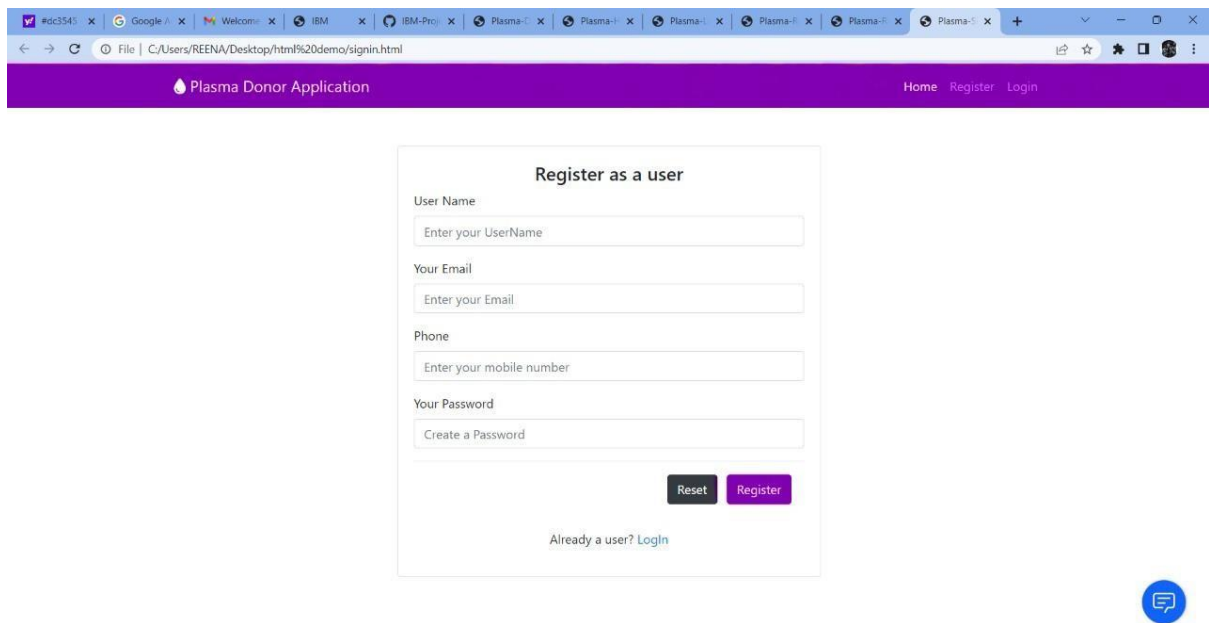 #dc3545
Google A
Welcome
IBM
IBM-Proj
Plasma-
Plasma-
Plasma-
Plasma-
Plasma-
Plasma-S
File | C:/Users/REENA/Desktop/html%20demo/signin.html
Plasma Donor Application
Home Register Login
Register as a user
User Name
Enter your UserName
Your Email
Enter your Email
Phone
Enter your mobile number
Your Password
Create a Password
Reset Register
Already a user? LogIn